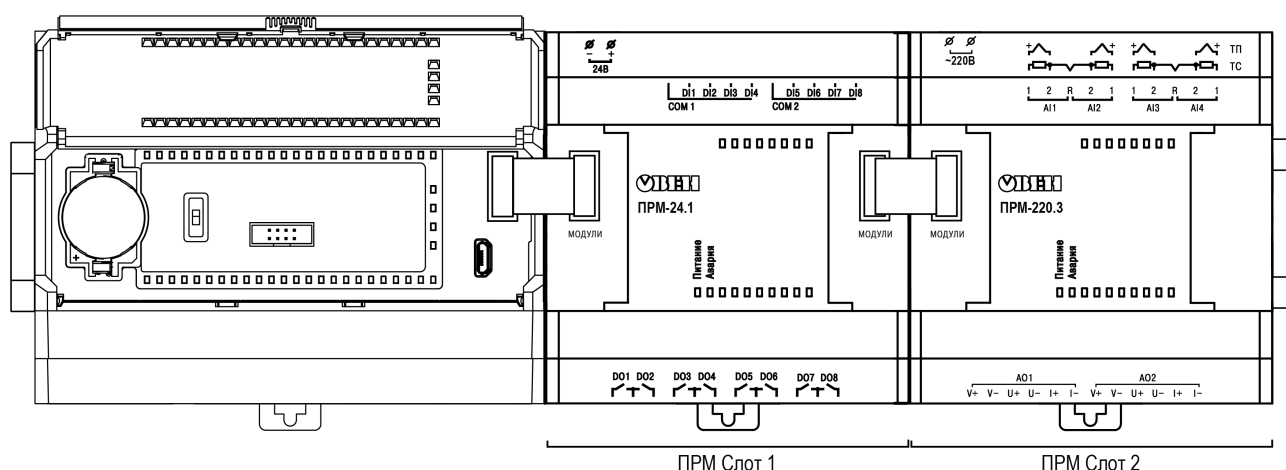 24В
DI1 DI2 DI3 DI4 DI5 DI6 DI7 DI8
COM 1 COM 2
ОВЕН
ПРМ-24.1
МОДУЛИ
МОДУЛИ
Питание
Авария
DO1 DO2 DO3 DO4 DO5 DO6 DO7 DO8
ПРМ Слот 1
~220В
ТП
ТС
1 2 R 2 1 1 2 R 2 1
AI1 AI2 AI3 AI4
ОВЕН
ПРМ-220.3
МОДУЛИ
Питание
Авария
AO1 AO2
V+ V− U+ U− I+ I− V+ V− U+ U− I+ I−
ПРМ Слот 2